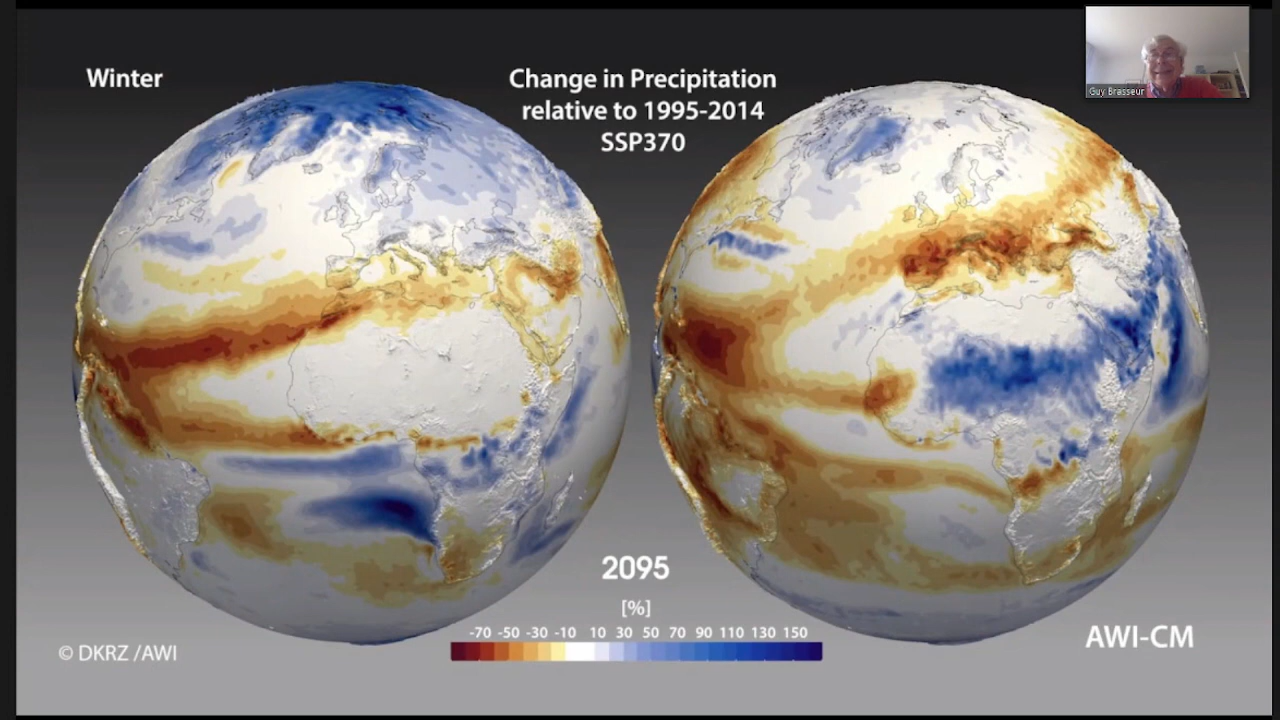 Winter
Change in Precipitation
relative to 1995-2014
SSP370
Guy Brasseur
2095
[%]
-70 -50 -30 -10 10 30 50 70 90 110 130 150
© DKRZ /AWI
AWI-CM